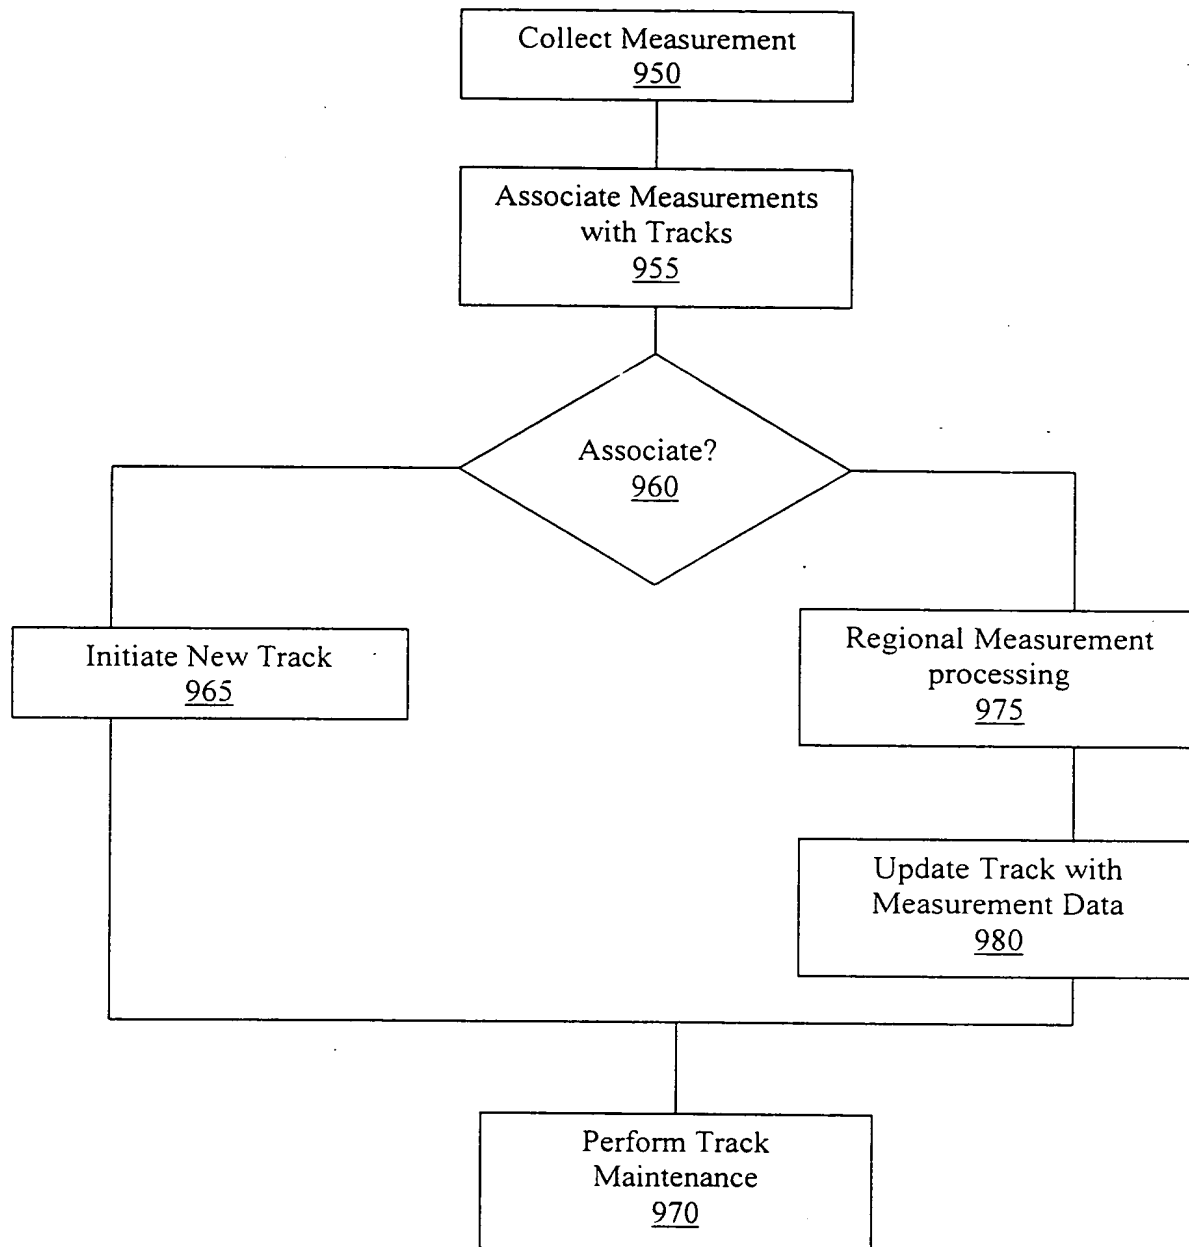 Collect Measurement
950
Associate Measurements
with Tracks
955
Associate?
960
Initiate New Track
965
Regional Measurement
processing
975
Update Track with
Measurement Data
980
Perform Track
Maintenance
970